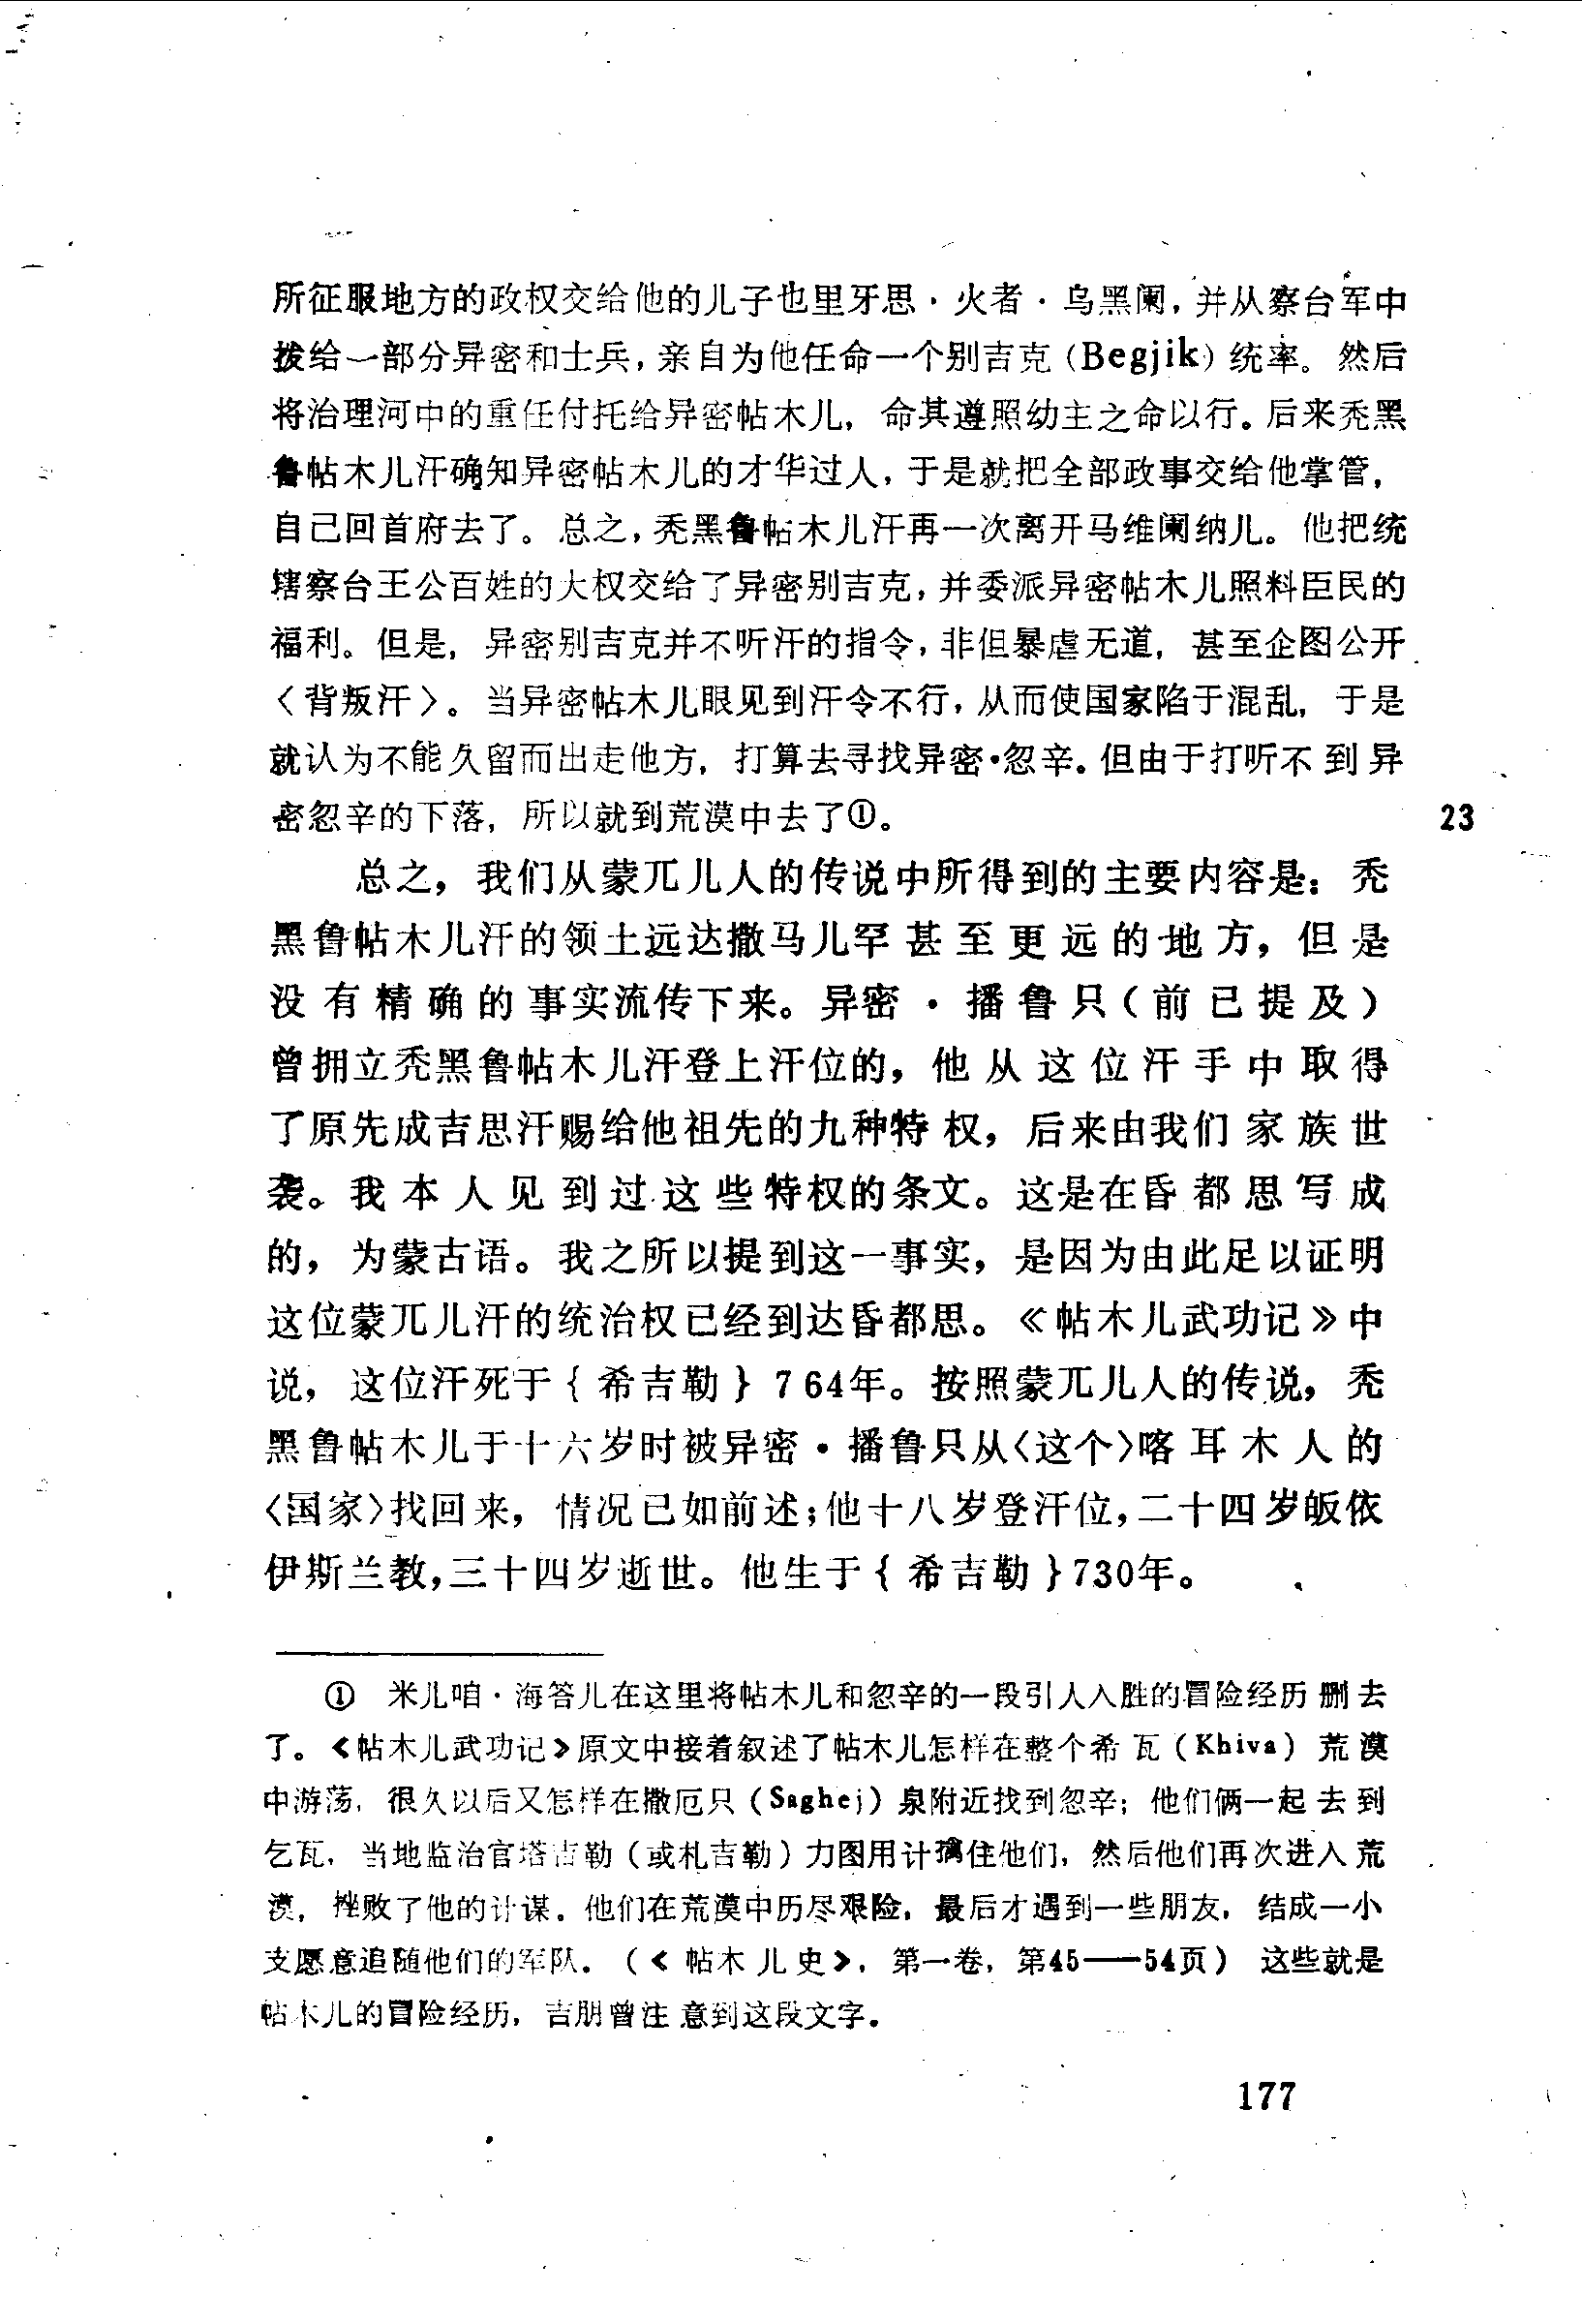 所征服地方的政权交给他的儿子也里牙思·火者·乌黑阑，并从察台军中
拨给一部分异密和士兵，亲自为他任命一个别吉克（Begjik）统率。然后
将治理河中的重任付托给异密帖木儿，命其遵照幼主之命以行。后来秃黑
鲁帖木儿汗确知异密帖木儿的才华过人，于是就把全部政事交给他掌管，
自己回首府去了。总之，秃黑鲁帖木儿汗再一次离开马维阑纳儿。他把统
辖察台王公百姓的大权交给了异密别吉克，并委派异密帖木儿照料臣民的
福利。但是，异密别吉克并不听汗的指令，非但暴虐无道，甚至企图公开
〈背叛汗〉。当异密帖木儿眼见到汗令不行，从而使国家陷于混乱，于是
就认为不能久留而出走他方，打算去寻找异密·忽辛。但由于打听不到异
密忽辛的下落，所以就到荒漠中去了①。
23
总之，我们从蒙兀儿人的传说中所得到的主要内容是：秃
黑鲁帖木儿汗的领土远达撒马儿罕甚至更远的地方，但是
没有精确的事实流传下来。异密·播鲁只（前已提及）
曾拥立秃黑鲁帖木儿汗登上汗位的，他从这位汗手中取得
了原先成吉思汗赐给他祖先的九种特权，后来由我们家族世
袭。我本人见到过这些特权的条文。这是在昏都思写成
的，为蒙古语。我之所以提到这一事实，是因为由此足以证明
这位蒙兀儿汗的统治权已经到达昏都思。《帖木儿武功记》中
说，这位汗死于{希吉勒}764年。按照蒙兀儿人的传说，秃
黑鲁帖木儿于十六岁时被异密·播鲁只从〈这个〉喀耳木人的
〈国家〉找回来，情况已如前述；他十八岁登汗位，二十四岁皈依
伊斯兰教，三十四岁逝世。他生于{希吉勒}730年。
① 米儿咱·海答儿在这里将帖木儿和忽辛的一段引人入胜的冒险经历删去
了。《帖木儿武功记》原文中接着叙述了帖木儿怎样在整个希瓦（Khiva）荒漠
中游荡，很久以后又怎样在撒厄只（Saghej）泉附近找到忽辛；他们俩一起去到
乞瓦，当地监治官塔吉勒（或札吉勒）力图用计擒住他们，然后他们再次进入荒
漠，挫败了他的计谋。他们在荒漠中历尽艰险，最后才遇到一些朋友，结成一小
支愿意追随他们的军队。（《帖木儿史》，第一卷，第45——54页）这些就是
帖木儿的冒险经历，吉朋曾注意到这段文字。
177